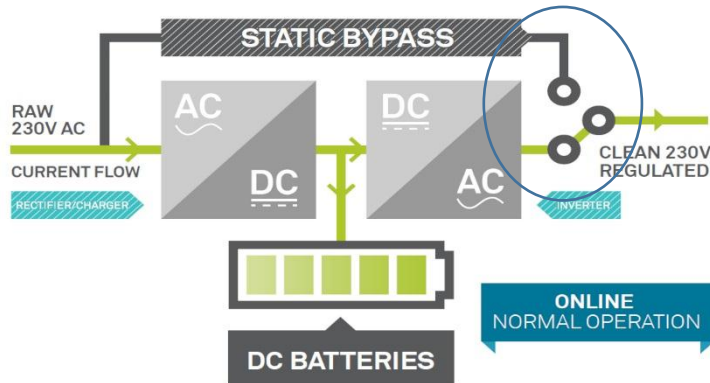 STATIC BYPASS
RAW
230V AC
AC
DC
DC
AC
CURRENT FLOW
CLEAN 230V
REGULATED
RECTIFIER/CHARGER
INVERTER
ONLINE
NORMAL OPERATION
DC BATTERIES